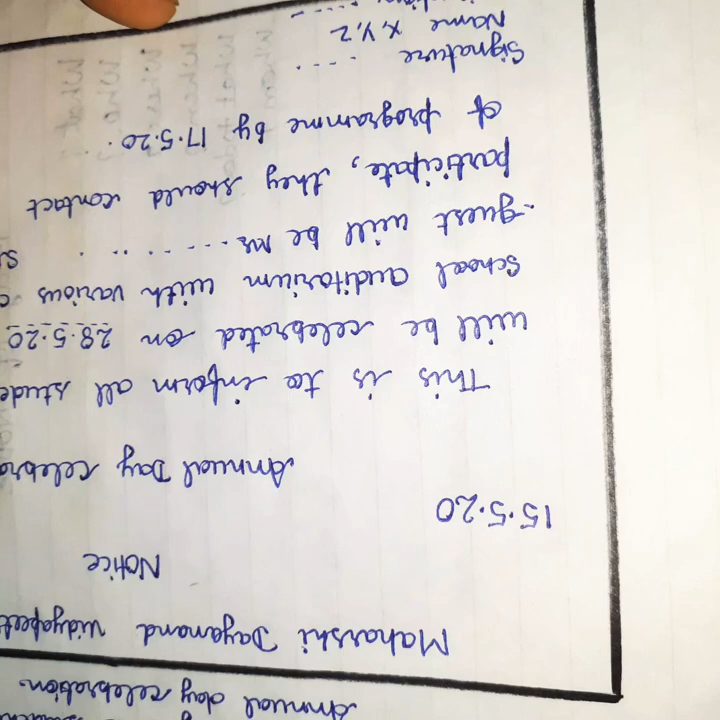 Annual day celebration
Maharshi Dayanand Vidyapeet
Notice
15.5.20
Annual Day celebra
This is to inform all stude
will be celebrated on 28.5.20
School auditorium with various
guest will be Mr. ........
participate, they should contact
of programme by 17.5.20.
Signature ....
Name X, Y, Z